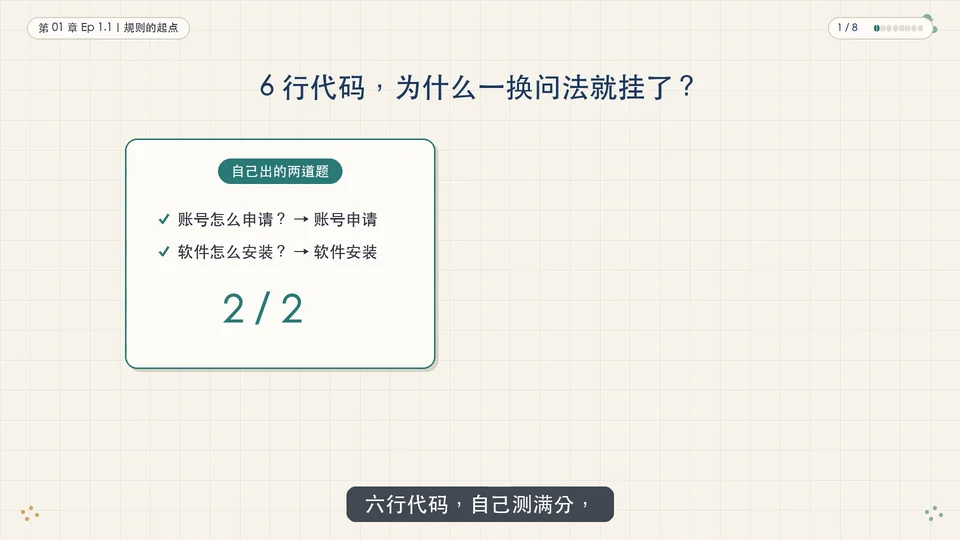 第 01 章 Ep 1.1 | 规则的起点
1 / 8
6 行代码，为什么一换问法就挂了？
自己出的两道题
✓ 账号怎么申请？ → 账号申请
✓ 软件怎么安装？ → 软件安装
2 / 2
六行代码，自己测满分，